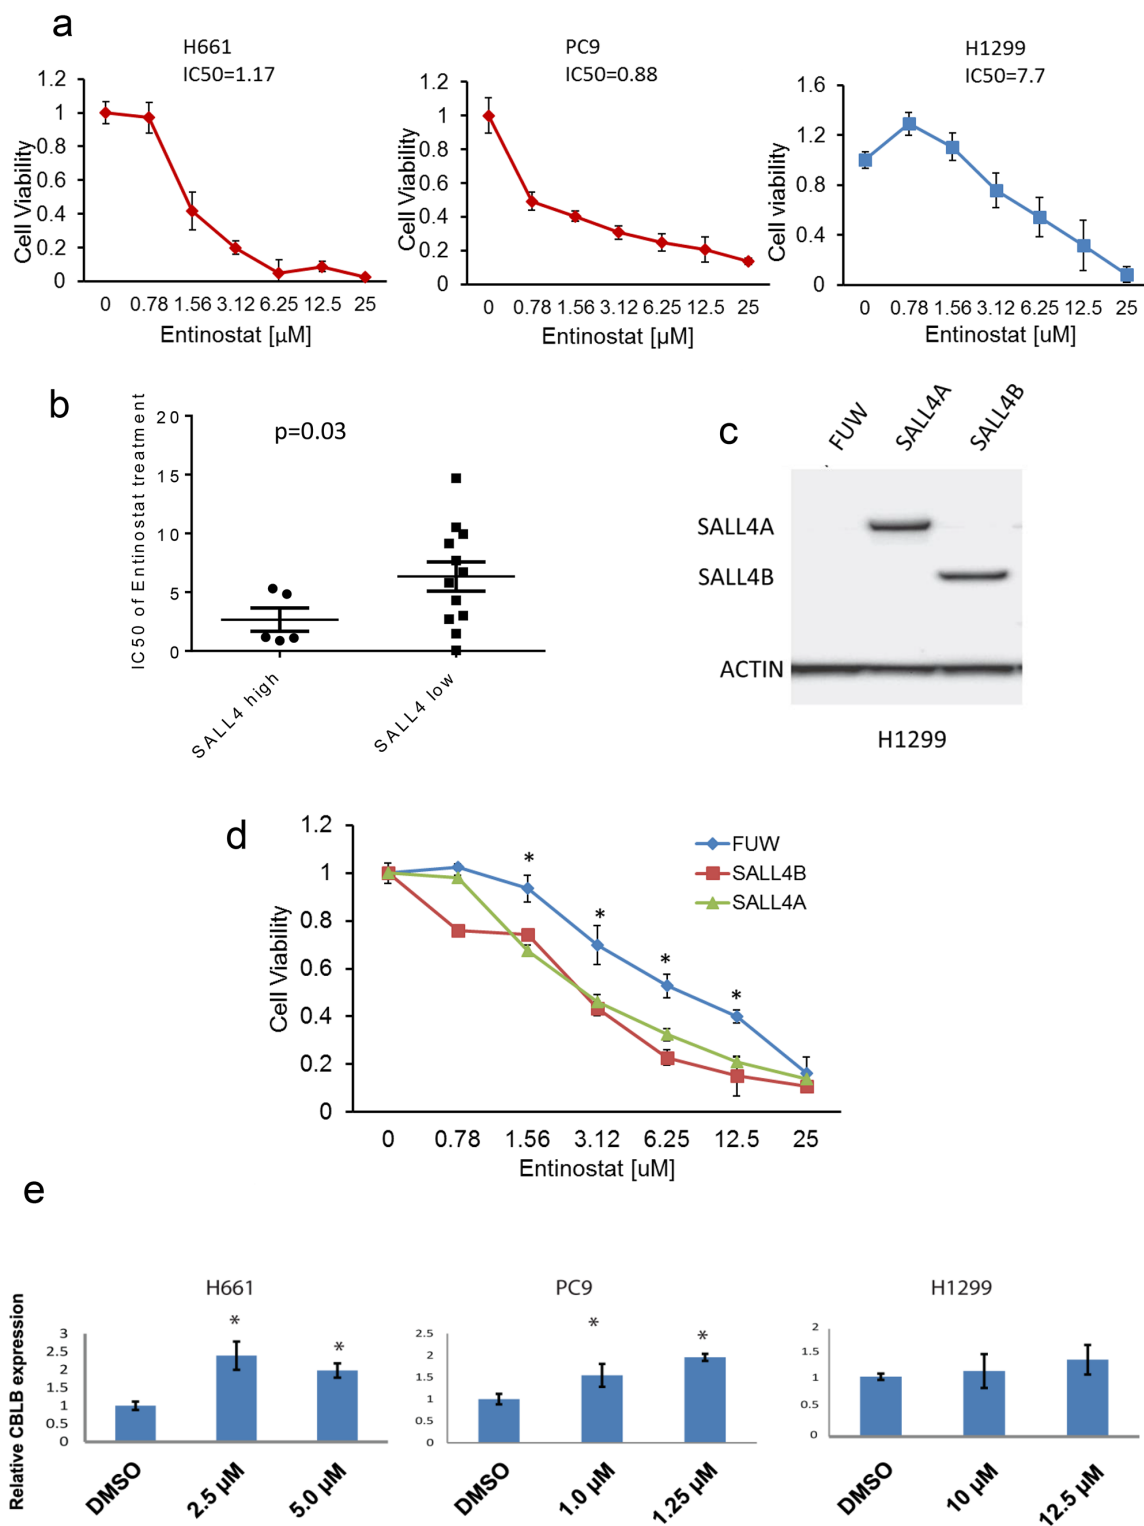 a
H661
IC50=1.17
Cell Viability
1.2
1
0.8
0.6
0.4
0.2
0
0 0.78 1.56 3.12 6.25 12.5 25
Entinostat [µM]
PC9
IC50=0.88
Cell Viability
1.2
1
0.8
0.6
0.4
0.2
0
0 0.78 1.56 3.12 6.25 12.5 25
Entinostat [µM]
H1299
IC50=7.7
Cell viability
1.6
1.2
0.8
0.4
0
0 0.78 1.56 3.12 6.25 12.5 25
Entinostat [uM]
b
IC50 of Entinostat treatment
20
15
10
5
0
p=0.03
SALL4 high
SALL4 low
c
FUW
SALL4A
SALL4B
SALL4A
SALL4B
ACTIN
H1299
d
Cell Viability
1.2
1
0.8
0.6
0.4
0.2
0
* * * *
FUW
SALL4B
SALL4A
0 0.78 1.56 3.12 6.25 12.5 25
Entinostat [uM]
e
Relative CBLB expression
H661
3
2.5
2
1.5
1
0.5
0
* *
DMSO
2.5 µM
5.0 µM
PC9
2.5
2
1.5
1
0.5
0
* *
DMSO
1.0 µM
1.25 µM
H1299
2
1.5
1
0.5
0
DMSO
10 µM
12.5 µM